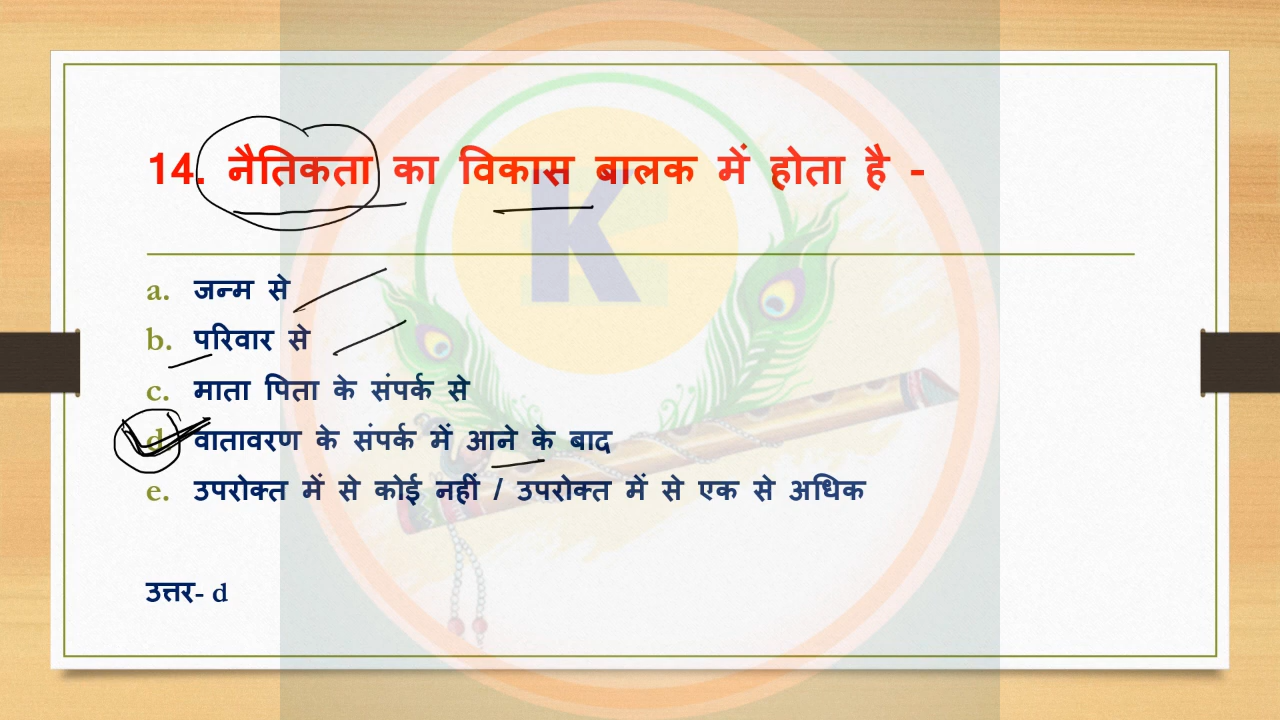 14. नैतिकता का विकास बालक में होता है -
a. जन्म से
b. परिवार से
c. माता पिता के संपर्क से
d. वातावरण के संपर्क में आने के बाद
e. उपरोक्त में से कोई नहीं / उपरोक्त में से एक से अधिक
उत्तर- d
K